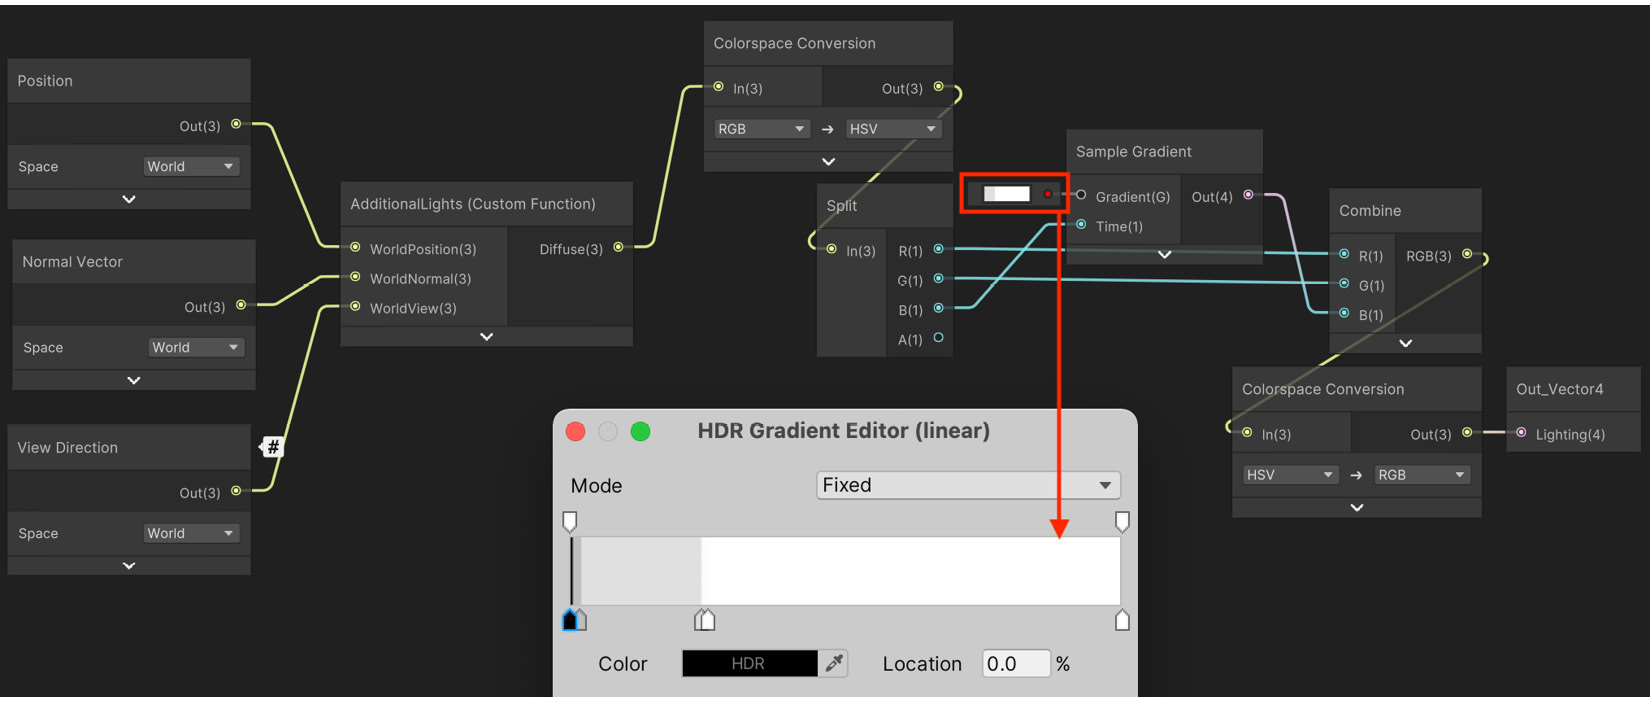 Position
Out(3)
Space World
Normal Vector
Out(3)
Space World
View Direction
#
Out(3)
Space World
AdditionalLights (Custom Function)
WorldPosition(3) Diffuse(3)
WorldNormal(3)
WorldView(3)
Colorspace Conversion
In(3) Out(3)
RGB → HSV
Split
In(3) R(1)
G(1)
B(1)
A(1)
Sample Gradient
Gradient(G) Out(4)
Time(1)
Combine
R(1) RGB(3)
G(1)
B(1)
Colorspace Conversion
In(3) Out(3)
HSV → RGB
Out_Vector4
Lighting(4)
HDR Gradient Editor (linear)
Mode Fixed
Color HDR Location 0.0 %